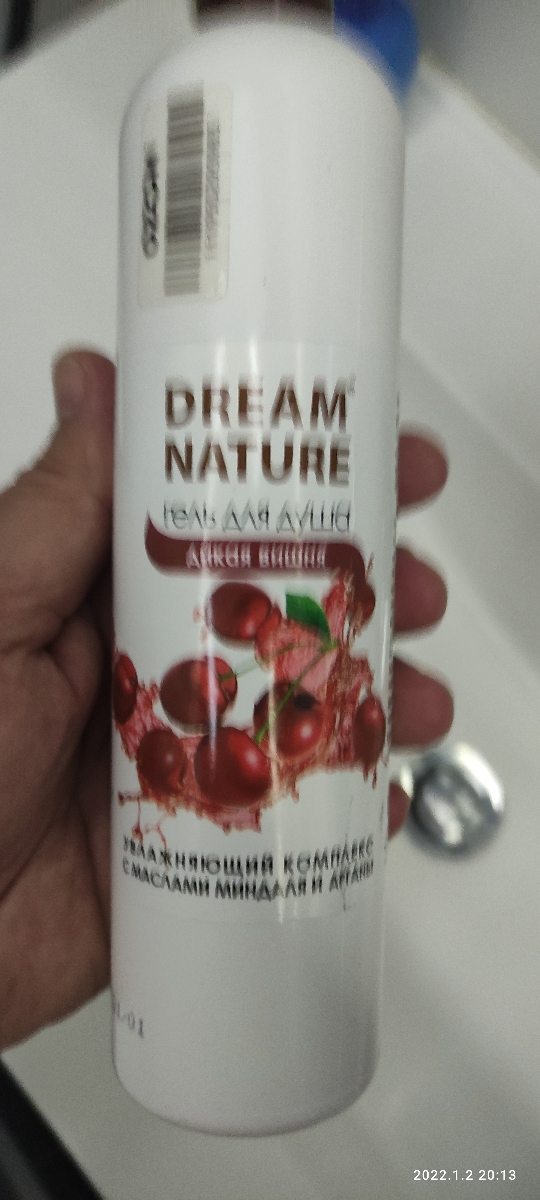 DREAM
NATURE
гель для душа
ДИКАЯ ВИШНЯ
УВЛАЖНЯЮЩИЙ КОМПЛЕКС
С МАСЛАМИ МИНДАЛЯ И АРГАНЫ
2022.1.2 20:13